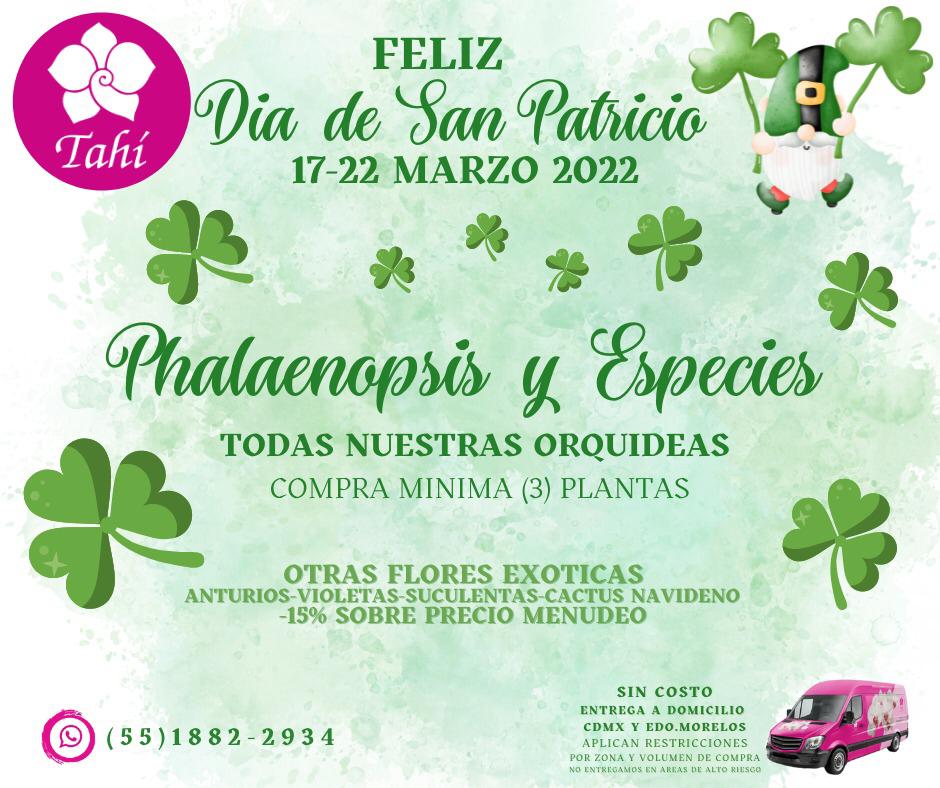 Tahí
FELIZ
Dia de San Patricio
17-22 MARZO 2022
Phalaenopsis y Especies
TODAS NUESTRAS ORQUIDEAS
COMPRA MINIMA (3) PLANTAS
OTRAS FLORES EXOTICAS
ANTURIOS-VIOLETAS-SUCULENTAS-CACTUS NAVIDENO
-15% SOBRE PRECIO MENUDEO
(55)1882-2934
SIN COSTO
ENTREGA A DOMICILIO
CDMX Y EDO.MORELOS
APLICAN RESTRICCIONES
POR ZONA Y VOLUMEN DE COMPRA
NO ENTREGAMOS EN AREAS DE ALTO RIESGO